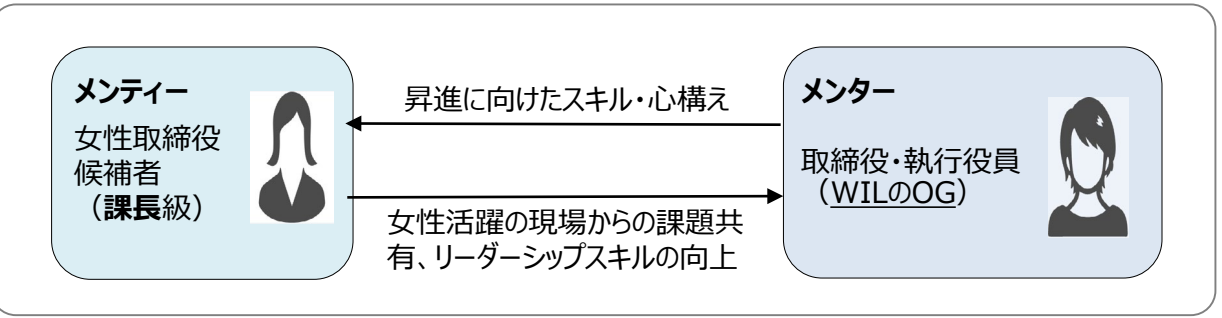 メンティー
女性取締役
候補者
（課長級）
昇進に向けたスキル・心構え
女性活躍の現場からの課題共
有、リーダーシップスキルの向上
メンター
取締役・執行役員
（WILのOG）